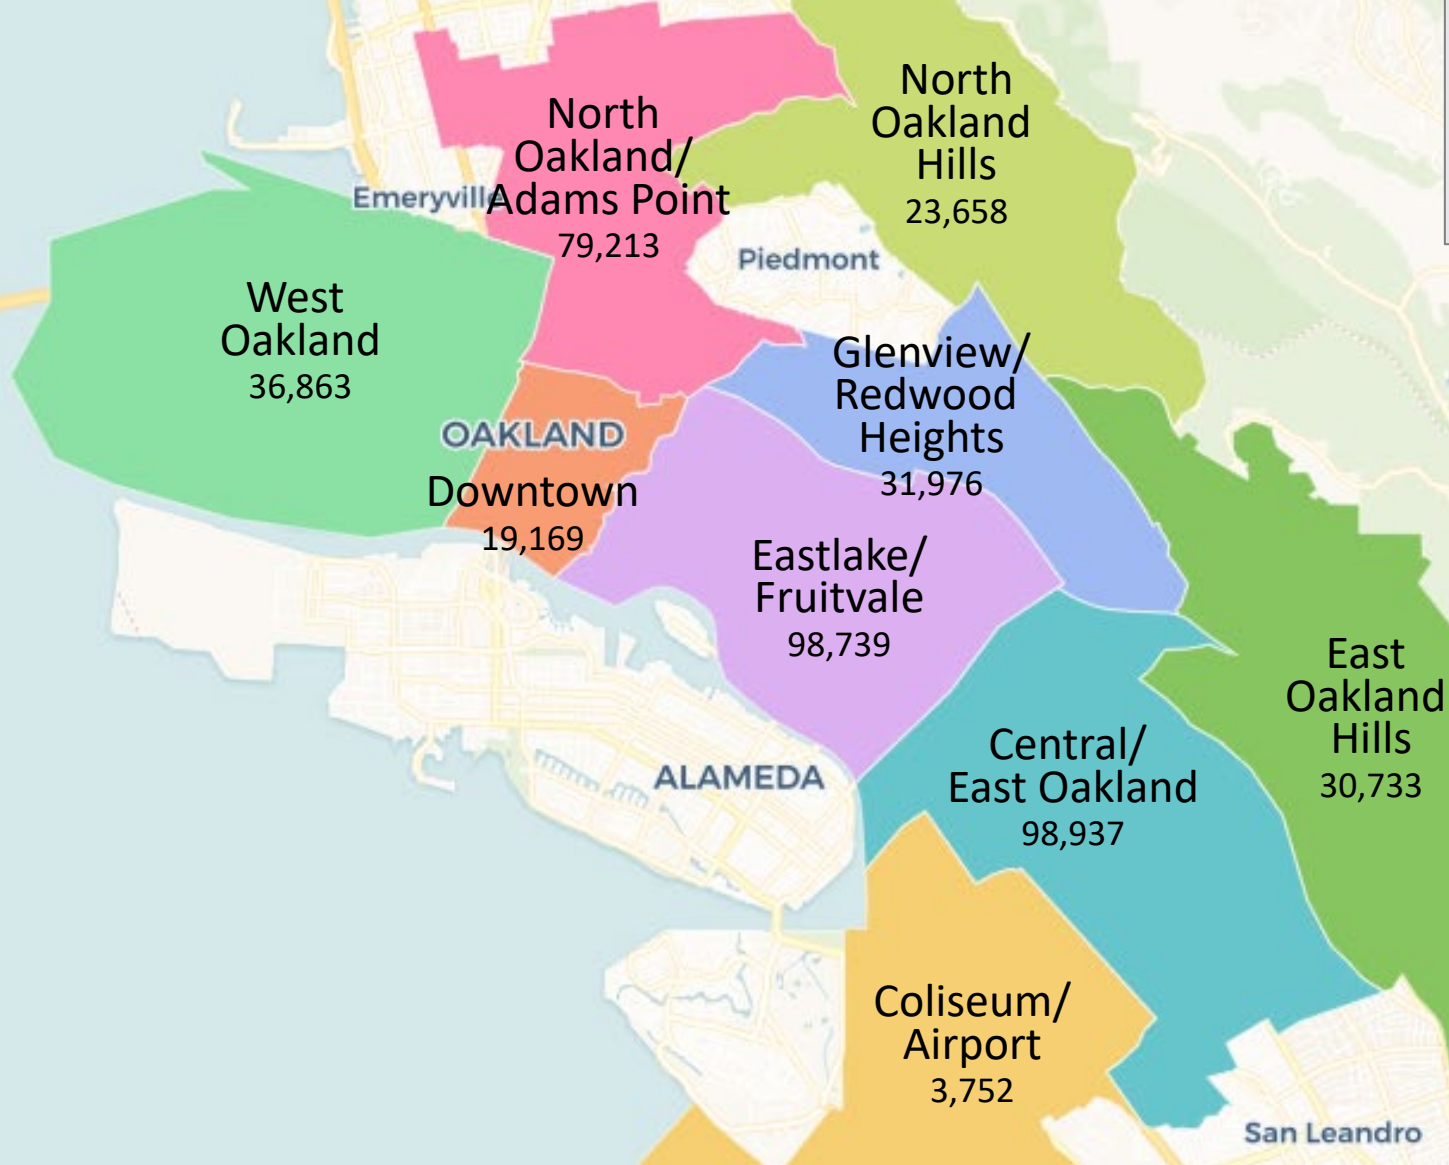 North
Oakland
Hills
23,658
North
Oakland/
Adams Point
79,213
Emeryville
Piedmont
West
Oakland
36,863
Glenview/
Redwood
Heights
31,976
OAKLAND
Downtown
19,169
Eastlake/
Fruitvale
98,739
East
Oakland
Hills
30,733
Central/
East Oakland
98,937
ALAMEDA
Coliseum/
Airport
3,752
San Leandro